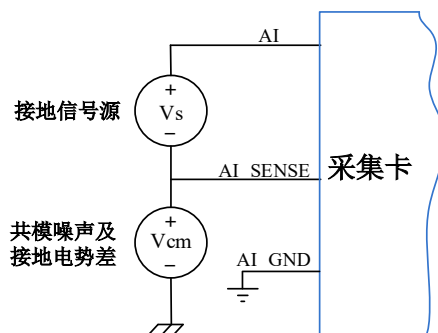 AI
+
接地信号源
Vs
−
AI SENSE
采集卡
+
共模噪声及
接地电势差
Vcm
−
AI GND